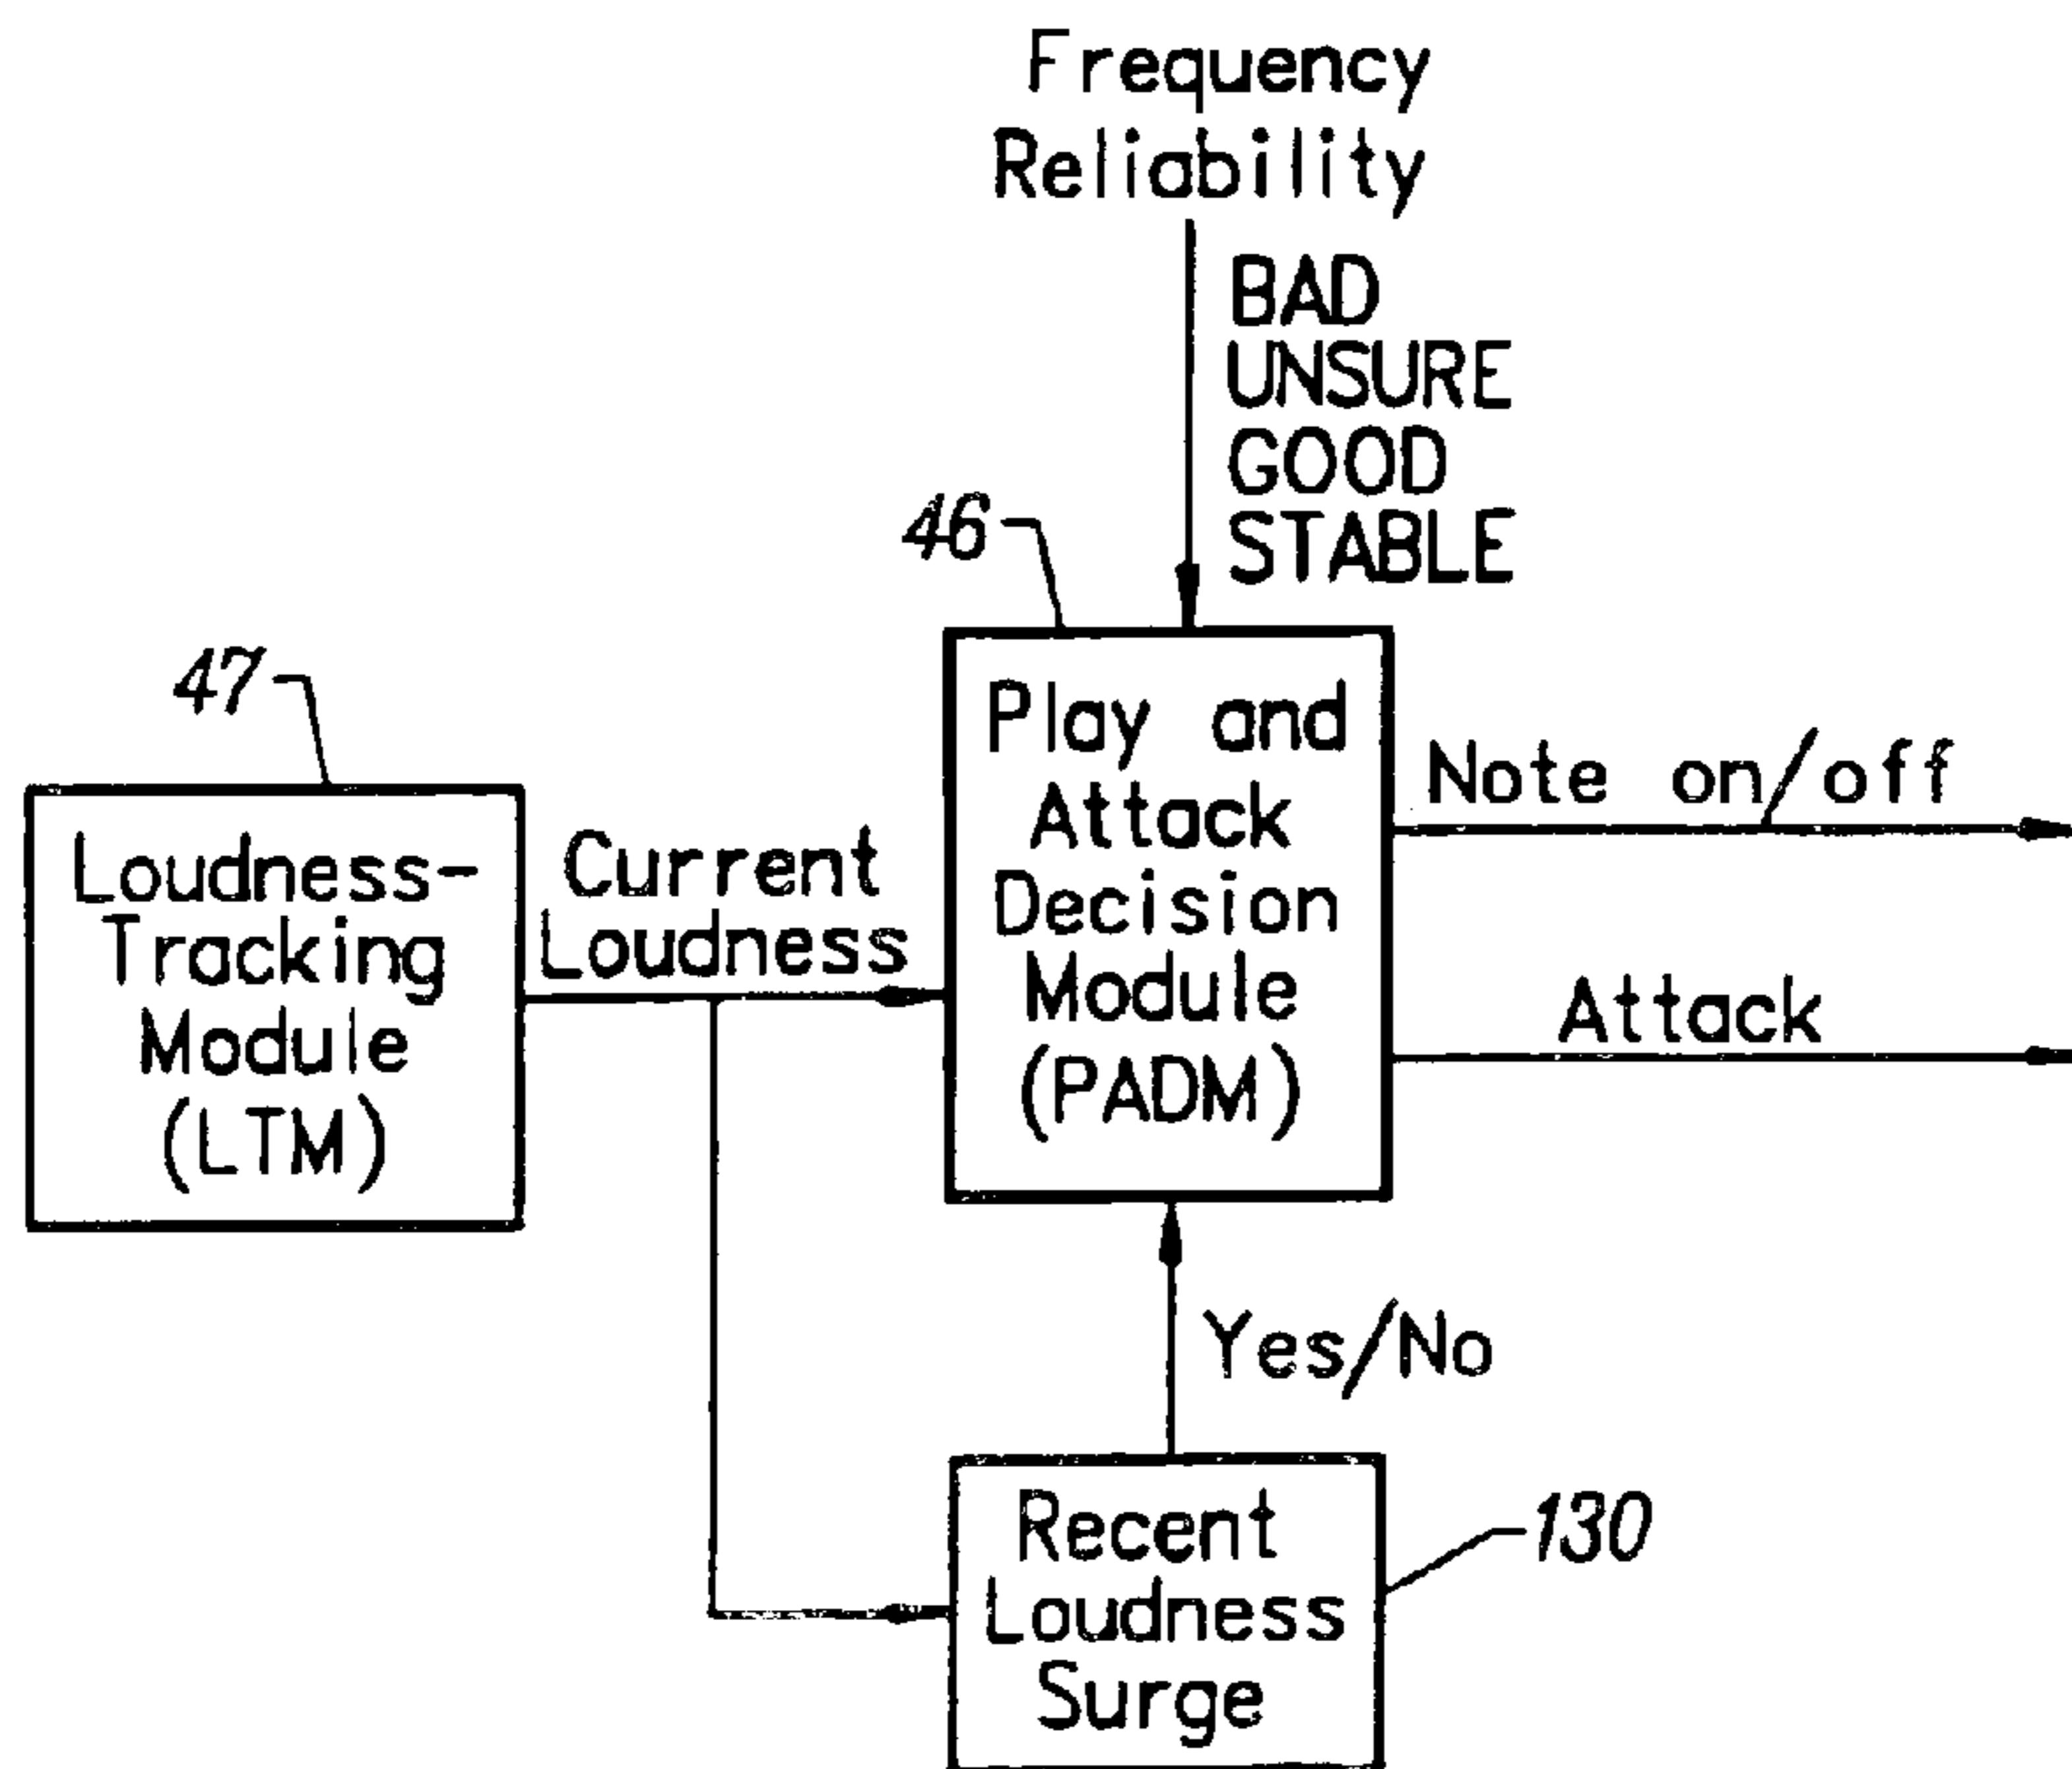 Frequency
Reliability
BAD
UNSURE
GOOD
STABLE
46
47
Play and
Attack
Decision
Module
(PADM)
Loudness-
Tracking
Module
(LTM)
Current
Loudness
Note on/off
Attack
Yes/No
Recent
Loudness
Surge
130